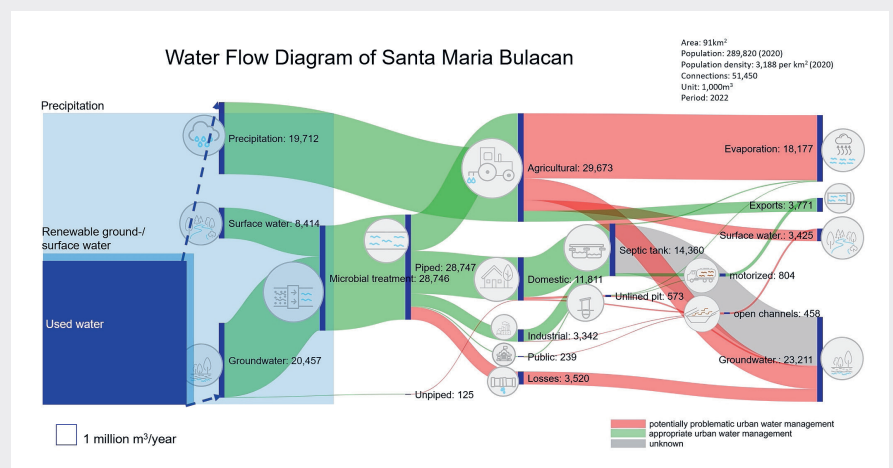 Water Flow Diagram of Santa Maria Bulacan
Area: 91km²
Population: 289,820 (2020)
Population density: 3,188 per km² (2020)
Connections: 51,450
Unit: 1,000m³
Period: 2022
Precipitation
Renewable ground-/
surface water
Used water
1 million m³/year
Precipitation: 19,712
Surface water: 8,414
Groundwater: 20,457
Microbial treatment: 28,746
Piped: 28,747
Unpiped: 125
Agricultural: 29,673
Domestic: 11,811
Industrial: 3,342
Public: 239
Losses: 3,520
Septic tank: 14,360
Unlined pit: 573
motorized: 804
open channels: 458
Evaporation: 18,177
Exports: 3,771
Surface water.: 3,425
Groundwater.: 23,211
potentially problematic urban water management
appropriate urban water management
unknown